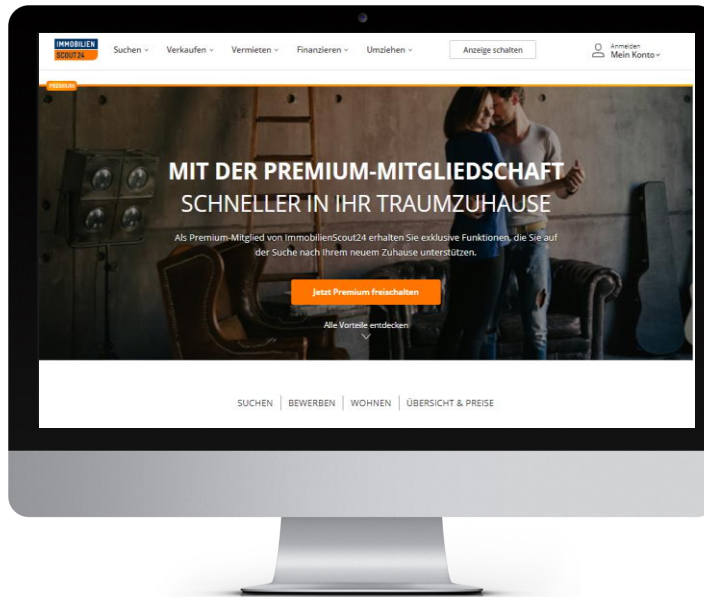 IMMOBILIEN
SCOUT24
Suchen
Verkaufen
Vermieten
Finanzieren
Umziehen
Anzeige schalten
Anmelden
Mein Konto
PREMIUM
MIT DER PREMIUM-MITGLIEDSCHAFT
SCHNELLER IN IHR TRAUMZUHAUSE
Als Premium-Mitglied von ImmobilienScout24 erhalten Sie exklusive Funktionen, die Sie auf
der Suche nach Ihrem neuem Zuhause unterstützen.
Jetzt Premium freischalten
Alle Vorteile entdecken
SUCHEN | BEWERBEN | WOHNEN | ÜBERSICHT & PREISE